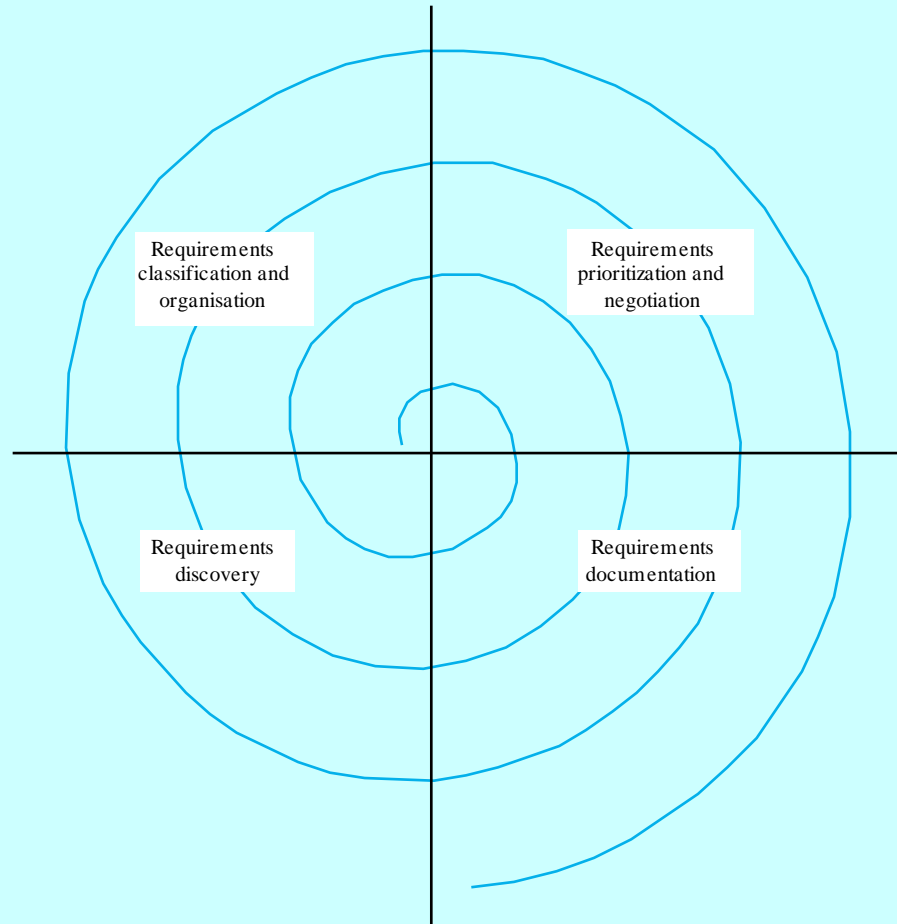 Requirements
classification and
organisation
Requirements
prioritization and
negotiation
Requirements
discovery
Requirements
documentation